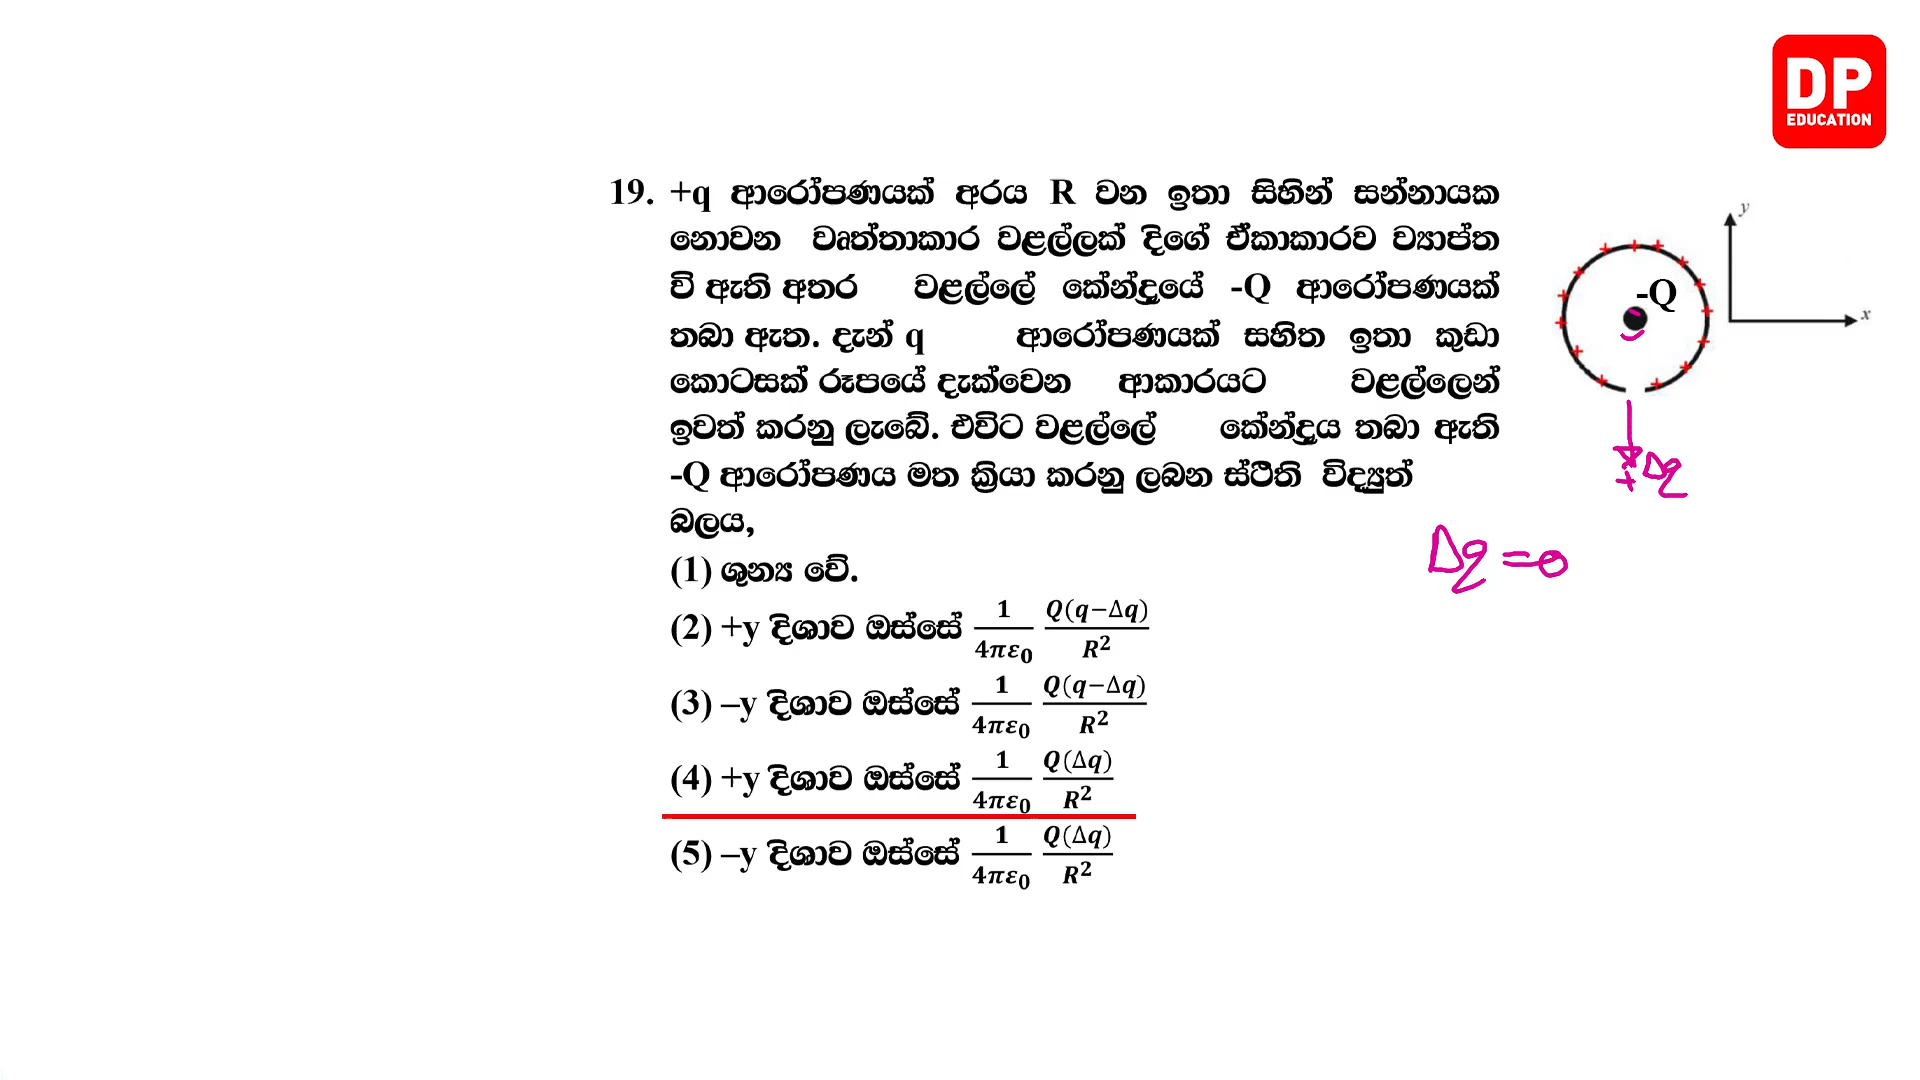 DP
EDUCATION
19. +q ආරෝපණයක් අරය R වන ඉතා සිහින් සන්නායක
නොවන වෘත්තාකාර වළල්ලක් දිගේ ඒකාකාරව ව්‍යාප්ත
වි ඇති අතර වළල්ලේ කේන්ද්‍රයේ -Q ආරෝපණයක්
තබා ඇත. දැන් q ආරෝපණයක් සහිත ඉතා කුඩා
කොටසක් රූපයේ දැක්වෙන ආකාරයට වළල්ලෙන්
ඉවත් කරනු ලැබේ. එවිට වළල්ලේ කේන්ද්‍රය තබා ඇති
-Q ආරෝපණය මත ක්‍රියා කරනු ලබන ස්ථිති විද්‍යුත්
බලය,
(1) ශුන්‍ය වේ.
(2) +y දිශාව ඔස්සේ 1/4πε₀ Q(q−Δq)/R²
(3) –y දිශාව ඔස්සේ 1/4πε₀ Q(q−Δq)/R²
(4) +y දිශාව ඔස්සේ 1/4πε₀ Q(Δq)/R²
(5) –y දිශාව ඔස්සේ 1/4πε₀ Q(Δq)/R²
y
-Q
x
+Δq
Δq = 0